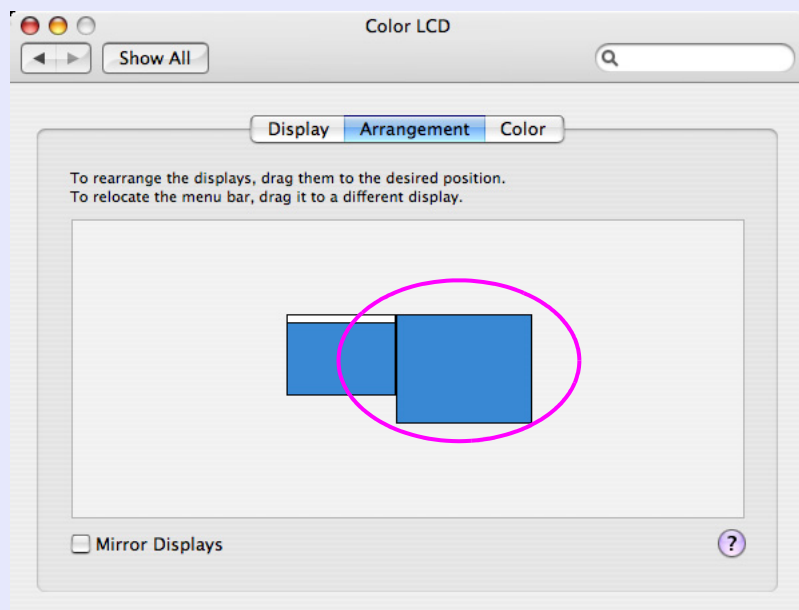 Color LCD
Show All
Display Arrangement Color
To rearrange the displays, drag them to the desired position.
To relocate the menu bar, drag it to a different display.
Mirror Displays
?